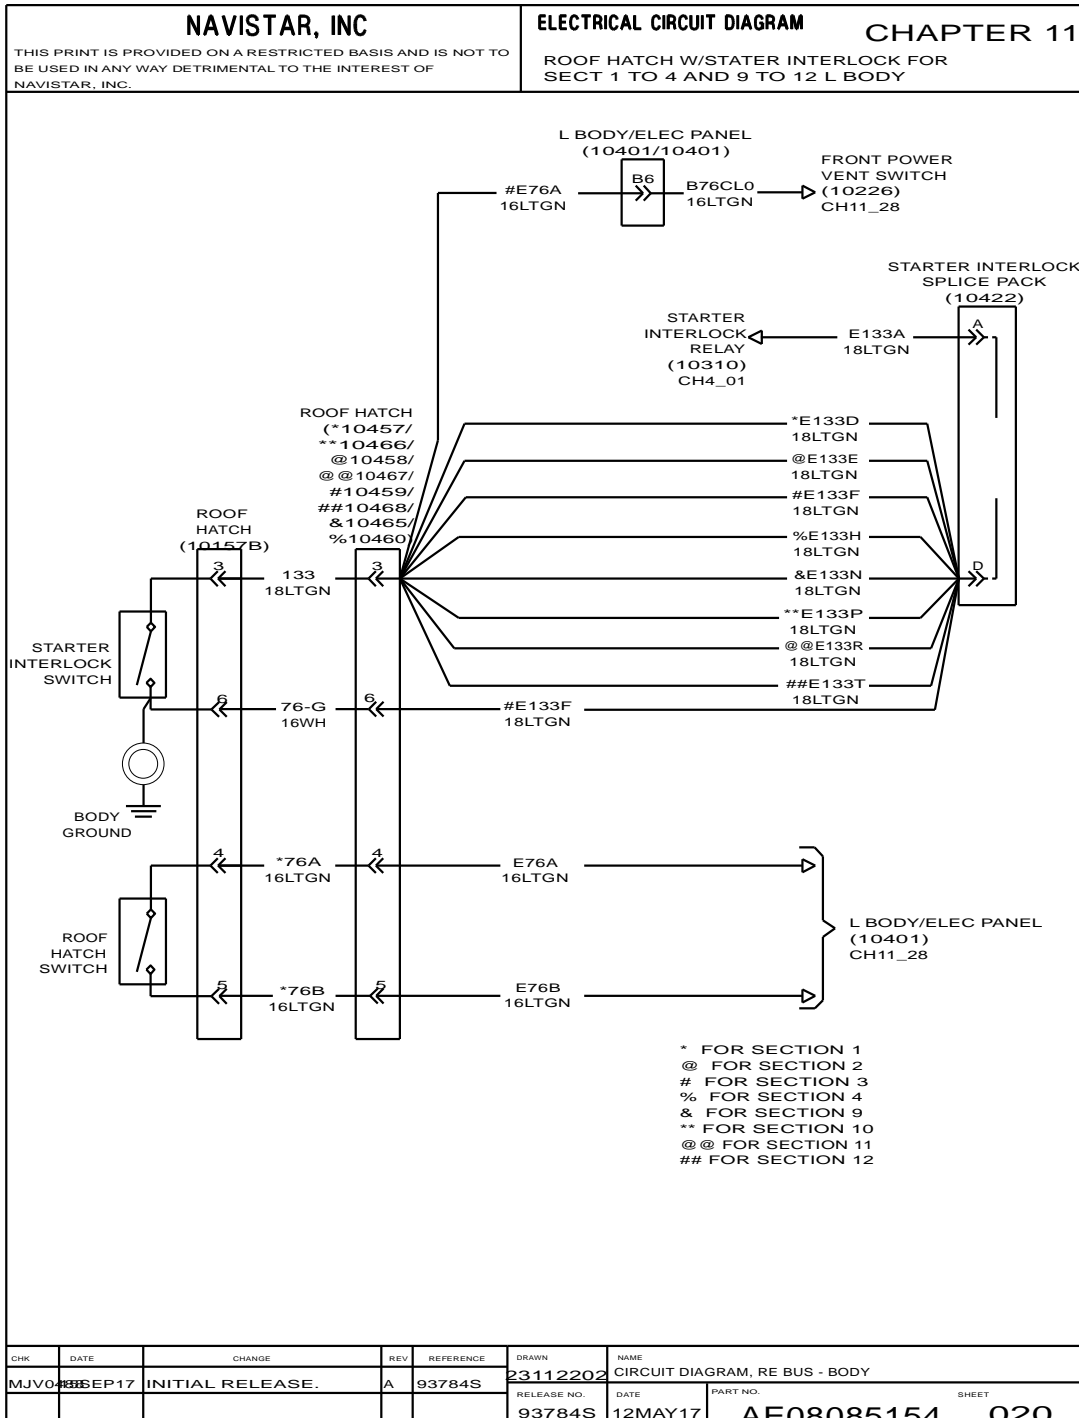 NAVISTAR, INC
THIS PRINT IS PROVIDED ON A RESTRICTED BASIS AND IS NOT TO
BE USED IN ANY WAY DETRIMENTAL TO THE INTEREST OF
NAVISTAR, INC.
ELECTRICAL CIRCUIT DIAGRAM
CHAPTER 11
ROOF HATCH W/STATER INTERLOCK FOR
SECT 1 TO 4 AND 9 TO 12 L BODY
L BODY/ELEC PANEL
(10401/10401)
B6
#E76A
16LTGN
B76CL0
16LTGN
FRONT POWER
VENT SWITCH
(10226)
CH11_28
STARTER INTERLOCK
SPLICE PACK
(10422)
A
STARTER
INTERLOCK
RELAY
(10310)
CH4_01
E133A
18LTGN
ROOF HATCH
(*10457/
**10466/
@10458/
@@10467/
#10459/
##10468/
&10465/
%10460)
*E133D
18LTGN
@E133E
18LTGN
#E133F
18LTGN
%E133H
18LTGN
&E133N
18LTGN
**E133P
18LTGN
@@E133R
18LTGN
##E133T
18LTGN
D
ROOF
HATCH
(10157B)
3
133
18LTGN
3
STARTER
INTERLOCK
SWITCH
6
76-G
16WH
6
#E133F
18LTGN
BODY
GROUND
4
*76A
16LTGN
4
E76A
16LTGN
ROOF
HATCH
SWITCH
L BODY/ELEC PANEL
(10401)
CH11_28
5
*76B
16LTGN
5
E76B
16LTGN
* FOR SECTION 1
@ FOR SECTION 2
# FOR SECTION 3
% FOR SECTION 4
& FOR SECTION 9
** FOR SECTION 10
@@ FOR SECTION 11
## FOR SECTION 12
CHK DATE CHANGE REV REFERENCE
INITIAL RELEASE. A 93784S
DRAWN
23112202
NAME
CIRCUIT DIAGRAM, RE BUS - BODY
RELEASE NO. DATE PART NO. SHEET
93784S 12MAY17 AE08085154 020